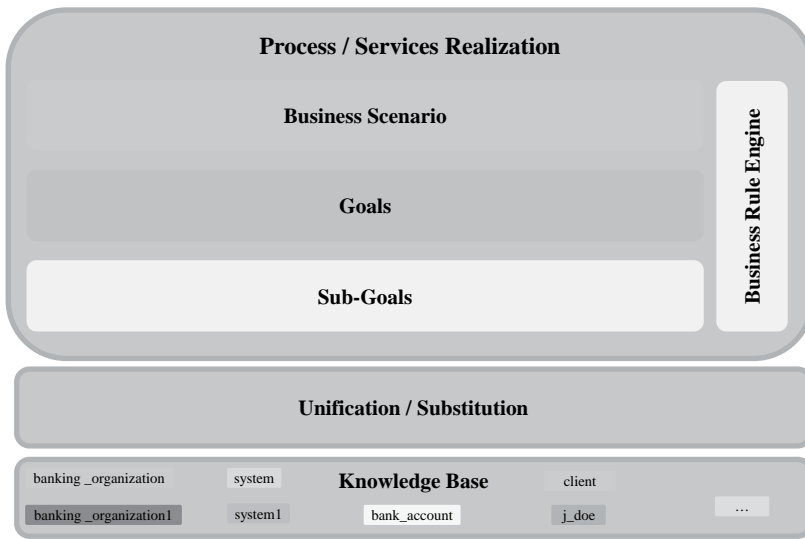 Process / Services Realization
Business Scenario
Goals
Sub-Goals
Business Rule Engine
Unification / Substitution
banking _organization
system
Knowledge Base
client
banking _organization1
system1
bank_account
j_doe
…